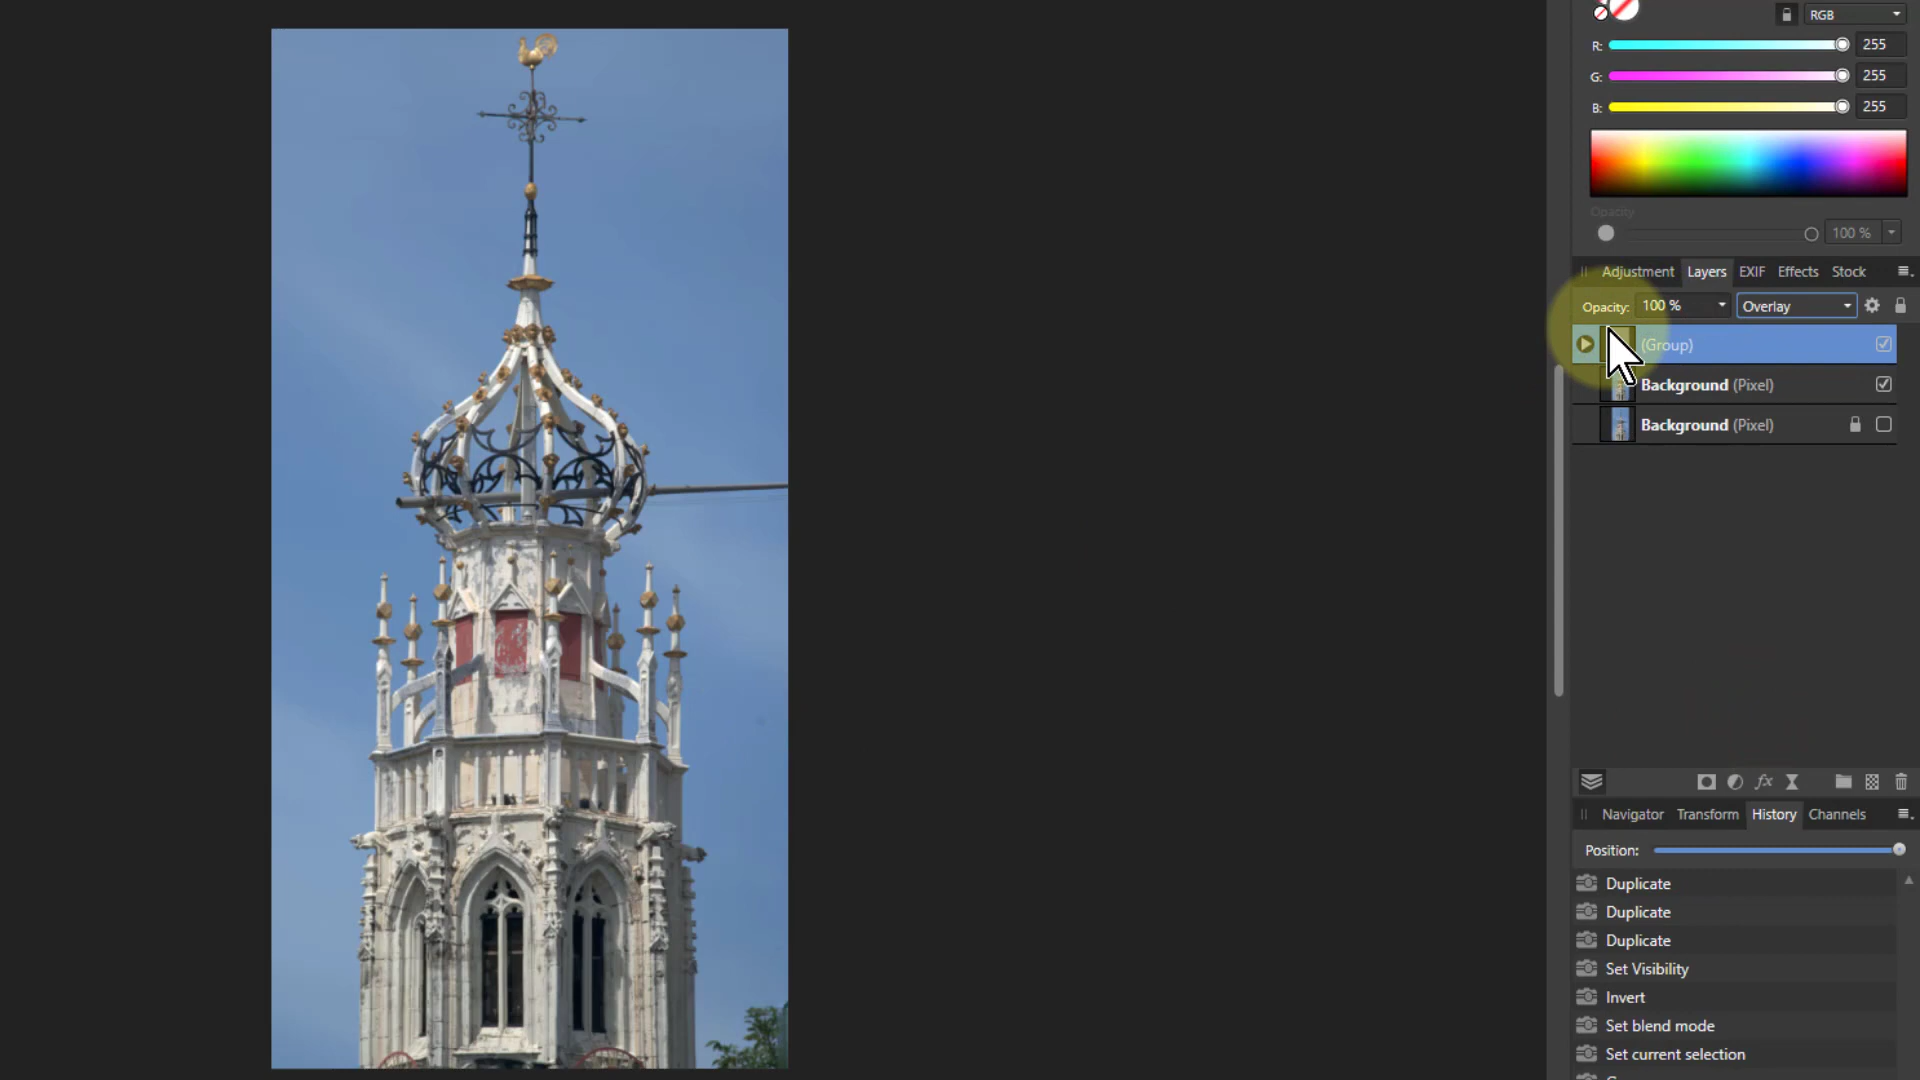 RGB
R: 255
G: 255
B: 255
Opacity
100 %
Adjustment Layers EXIF Effects Stock
Opacity: 100 % Overlay
(Group)
Background (Pixel)
Background (Pixel)
Navigator Transform History Channels
Position:
Duplicate
Duplicate
Duplicate
Set Visibility
Invert
Set blend mode
Set current selection